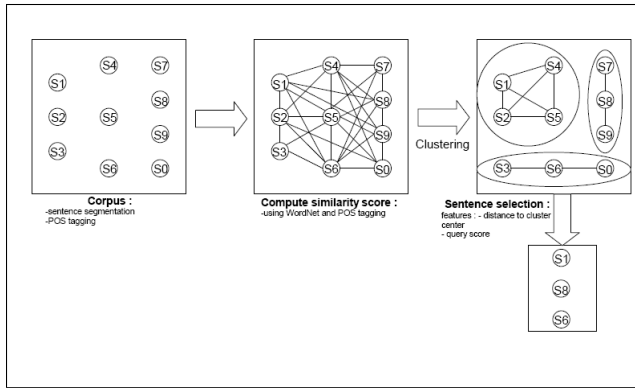 S4
S7
S1
S8
S2
S5
S9
S3
S6
S0
Corpus :
-sentence segmentation
-POS tagging
S4
S7
S1
S8
S2
S5
S9
S3
S6
S0
Compute similarity score :
-using WordNet and POS tagging
Clustering
S4
S7
S1
S8
S2
S5
S9
S3
S6
S0
Sentence selection :
features : - distance to cluster
center
- query score
S1
S8
S6